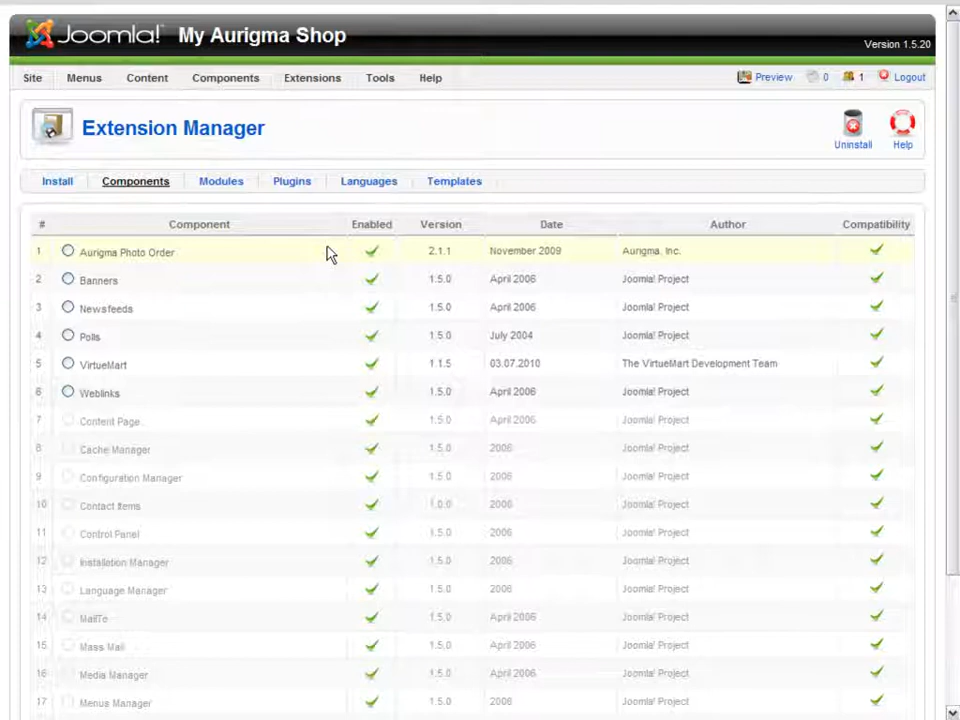 Joomla! My Aurigma Shop
Version 1.5.20
Site Menus Content Components Extensions Tools Help Preview 0 1 Logout
Extension Manager
Uninstall Help
Install Components Modules Plugins Languages Templates
# Component Enabled Version Date Author Compatibility
1 Aurigma Photo Order 2.1.1 November 2009 Aurigma, Inc.
2 Banners 1.5.0 April 2006 Joomla! Project
3 Newsfeeds 1.5.0 April 2006 Joomla! Project
4 Polls 1.5.0 July 2004 Joomla! Project
5 VirtueMart 1.1.5 03.07.2010 The VirtueMart Development Team
6 Weblinks 1.5.0 April 2006 Joomla! Project
7 Content Page 1.5.0 April 2006 Joomla! Project
8 Cache Manager 1.5.0 2006 Joomla! Project
9 Configuration Manager 1.5.0 2006 Joomla! Project
10 Contact Items 1.0.0 2006 Joomla! Project
11 Control Panel 1.5.0 2006 Joomla! Project
12 Installation Manager 1.5.0 2006 Joomla! Project
13 Language Manager 1.5.0 2006 Joomla! Project
14 MailTo 1.5.0 April 2006 Joomla! Project
15 Mass Mail 1.5.0 April 2006 Joomla! Project
16 Media Manager 1.5.0 April 2006 Joomla! Project
17 Menus Manager 1.5.0 2006 Joomla! Project